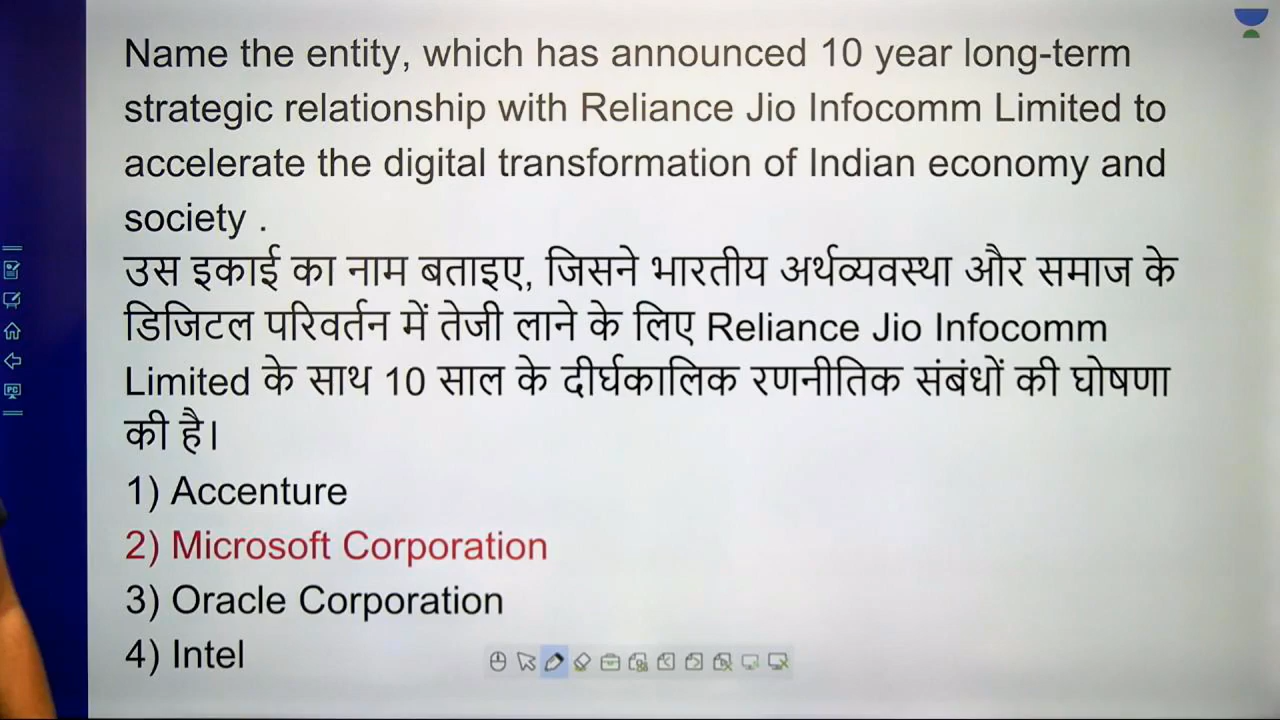 Name the entity, which has announced 10 year long-term
strategic relationship with Reliance Jio Infocomm Limited to
accelerate the digital transformation of Indian economy and
society .
उस इकाई का नाम बताइए, जिसने भारतीय अर्थव्यवस्था और समाज के
डिजिटल परिवर्तन में तेजी लाने के लिए Reliance Jio Infocomm
Limited के साथ 10 साल के दीर्घकालिक रणनीतिक संबंधों की घोषणा
की है।
1) Accenture
2) Microsoft Corporation
3) Oracle Corporation
4) Intel
PC